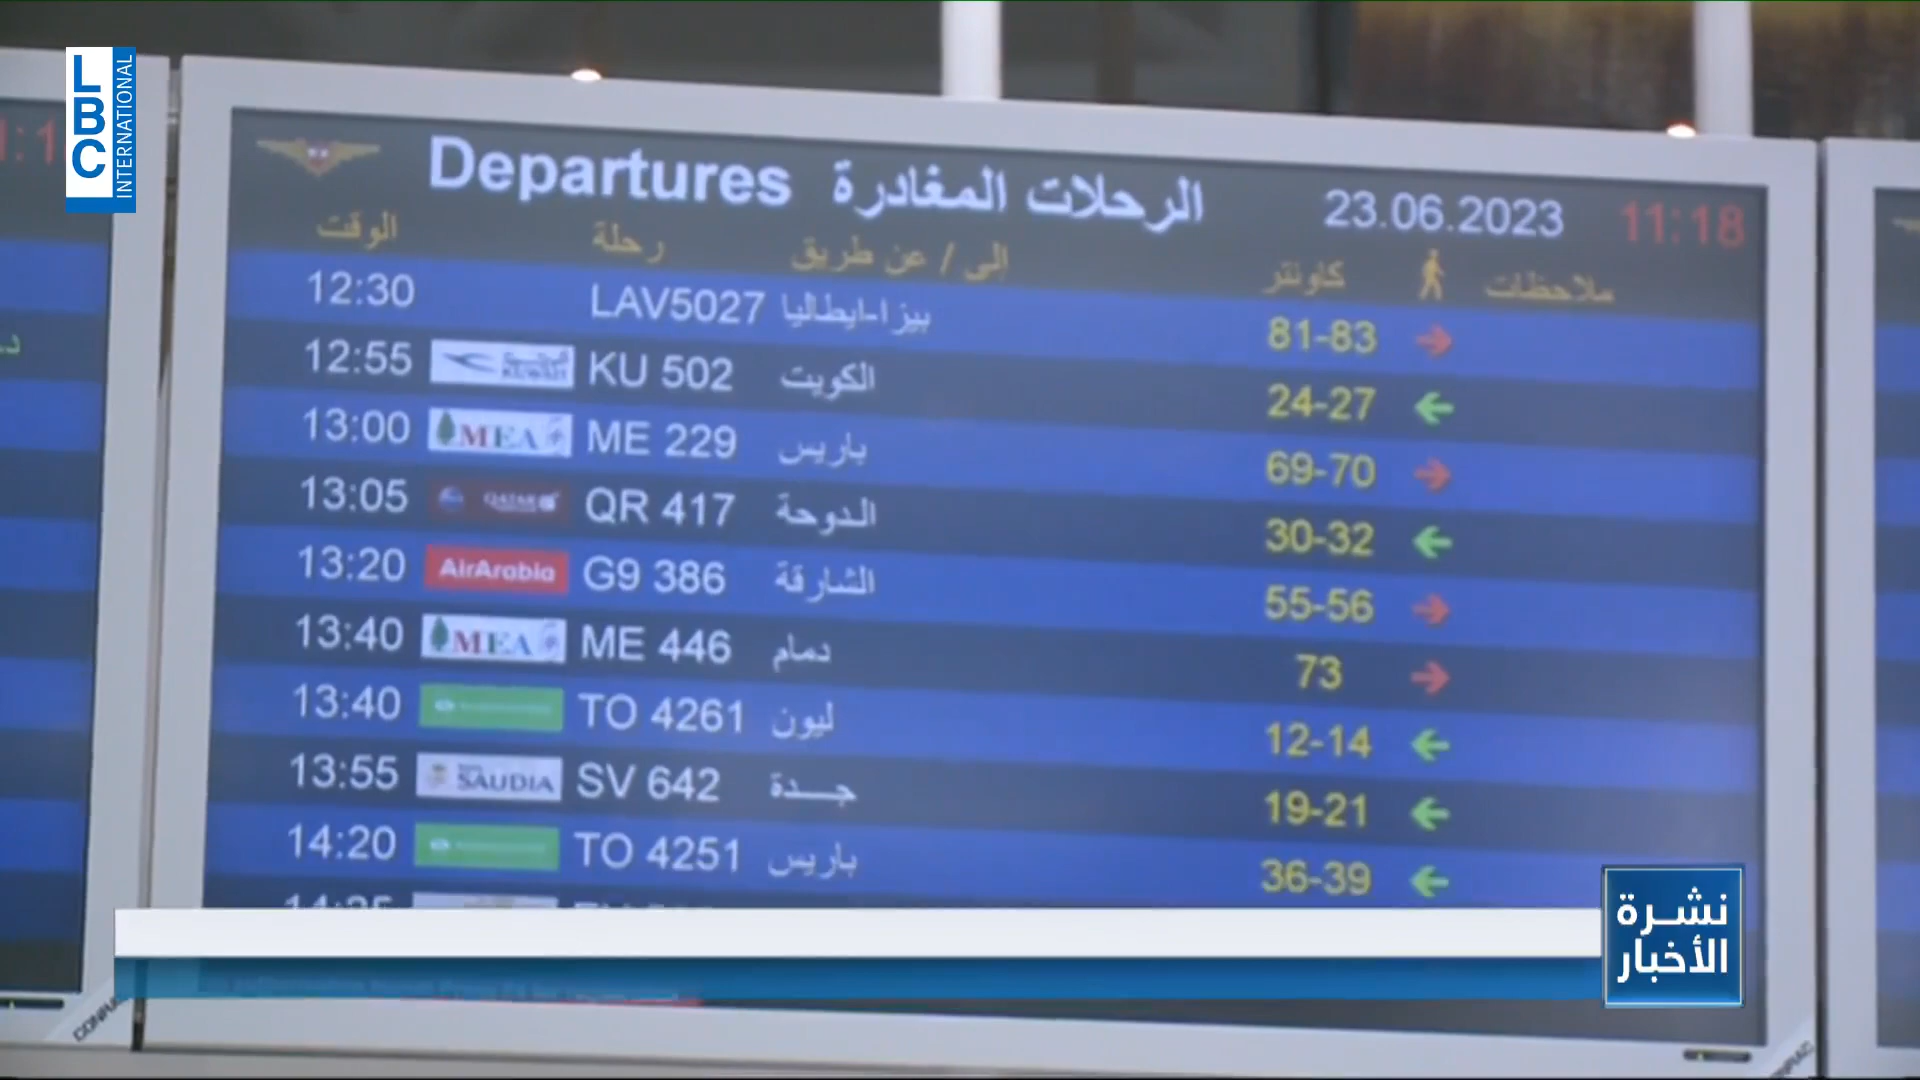 LBC INTERNATIONAL
Departures الرحلات المغادرة 23.06.2023 11:18
الوقت رحلة إلى / عن طريق كاونتر ملاحظات
12:30 LAV5027 بيزا-ايطاليا 81-83
12:55 KUWAIT KU 502 الكويت 24-27
13:00 MEA ME 229 باريس 69-70
13:05 QATAR QR 417 الدوحة 30-32
13:20 AirArabia G9 386 الشارقة 55-56
13:40 MEA ME 446 دمام 73
13:40 TO 4261 ليون 12-14
13:55 SAUDIA SV 642 جـــدة 19-21
14:20 TO 4251 باريس 36-39
نشـرة
الأخبار